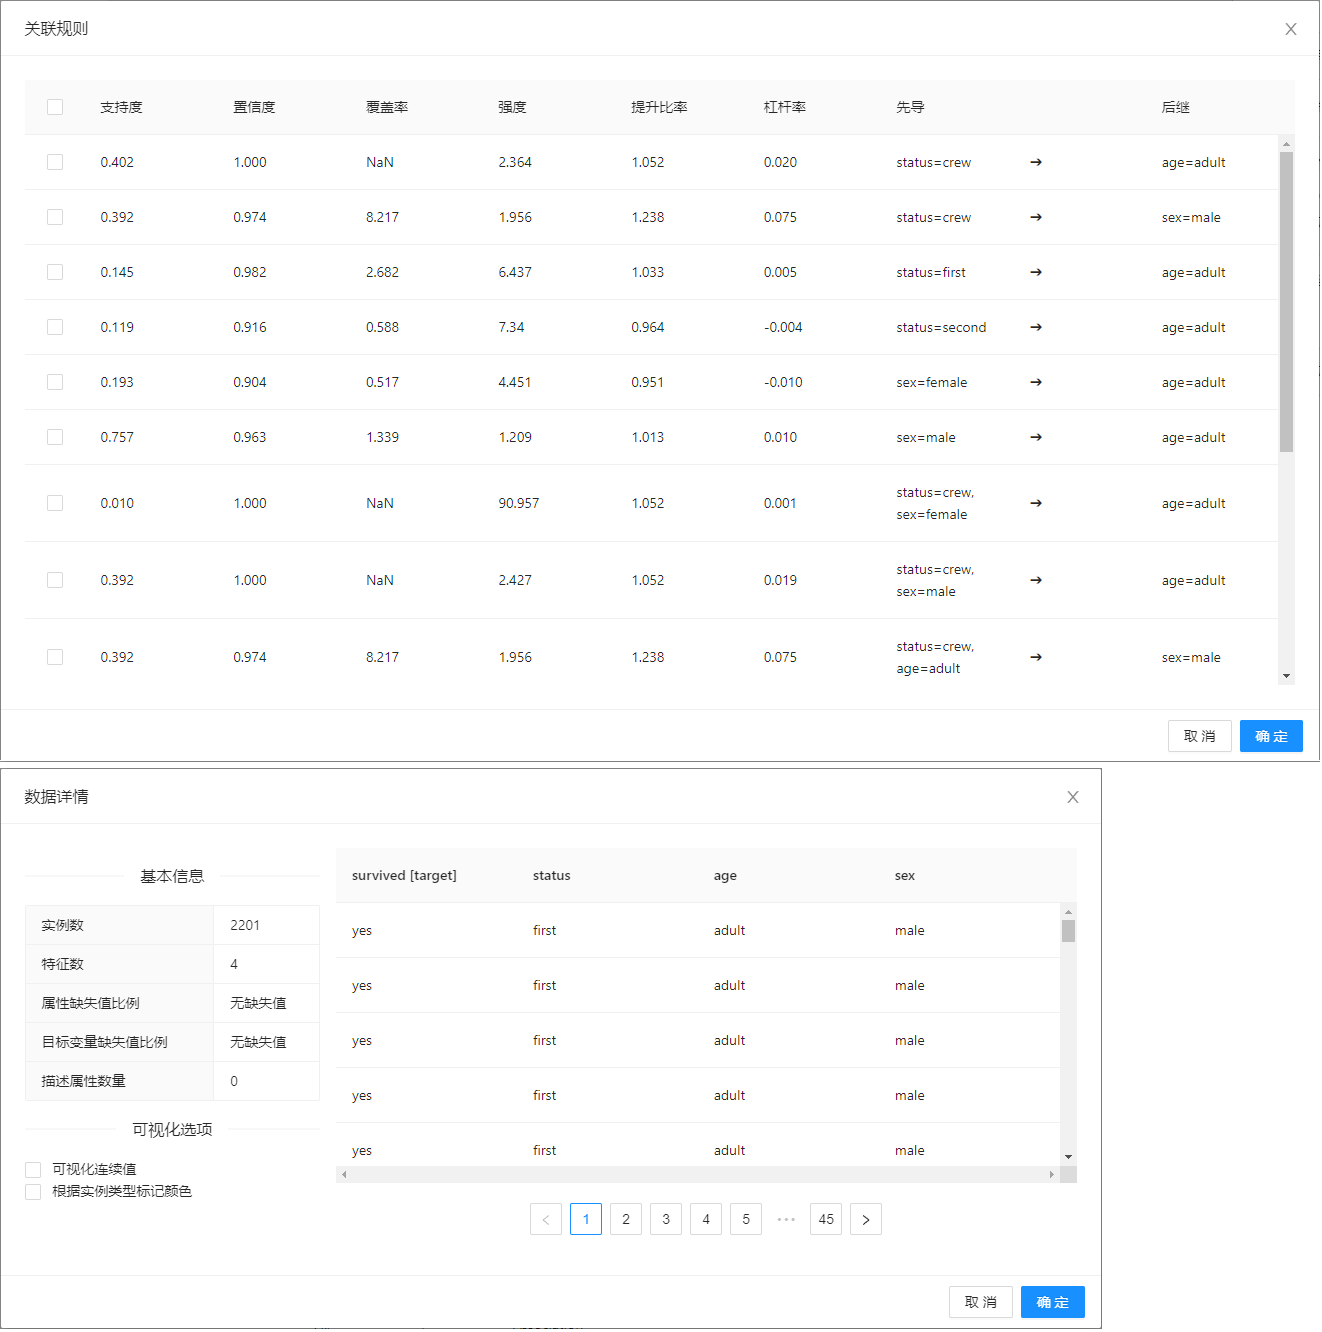 关联规则
支持度 置信度 覆盖率 强度 提升比率 杠杆率 先导 后继
0.402 1.000 NaN 2.364 1.052 0.020 status=crew → age=adult
0.392 0.974 8.217 1.956 1.238 0.075 status=crew → sex=male
0.145 0.982 2.682 6.437 1.033 0.005 status=first → age=adult
0.119 0.916 0.588 7.34 0.964 -0.004 status=second → age=adult
0.193 0.904 0.517 4.451 0.951 -0.010 sex=female → age=adult
0.757 0.963 1.339 1.209 1.013 0.010 sex=male → age=adult
0.010 1.000 NaN 90.957 1.052 0.001 status=crew, sex=female → age=adult
0.392 1.000 NaN 2.427 1.052 0.019 status=crew, sex=male → age=adult
0.392 0.974 8.217 1.956 1.238 0.075 status=crew, age=adult → sex=male
取 消 确 定
数据详情
基本信息
实例数 2201
特征数 4
属性缺失值比例 无缺失值
目标变量缺失值比例 无缺失值
描述属性数量 0
可视化选项
可视化连续值
根据实例类型标记颜色
survived [target] status age sex
yes first adult male
yes first adult male
yes first adult male
yes first adult male
yes first adult male
< 1 2 3 4 5 ••• 45 >
取 消 确 定